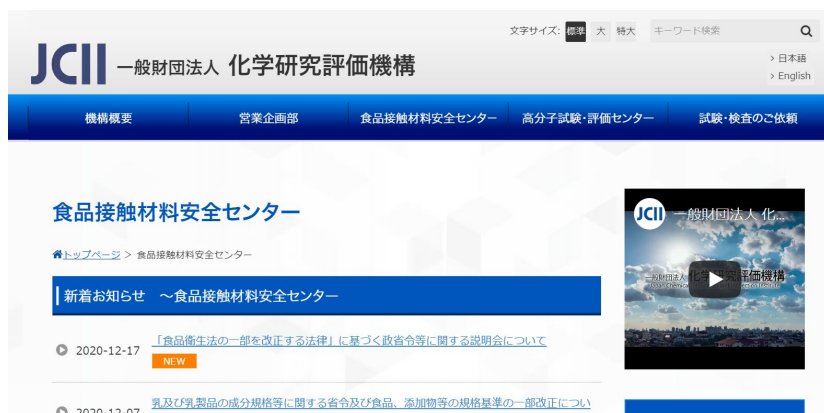 文字サイズ: 標準 大 特大 キーワード検索
JCII 一般財団法人 化学研究評価機構
› 日本語
› English
機構概要 営業企画部 食品接触材料安全センター 高分子試験・評価センター 試験・検査のご依頼
食品接触材料安全センター
トップページ > 食品接触材料安全センター
新着お知らせ ～食品接触材料安全センター
2020-12-17 「食品衛生法の一部を改正する法律」に基づく政省令等に関する説明会について
NEW
2020-12-07 乳及び乳製品の成分規格等に関する省令及び食品、添加物等の規格基準の一部改正につい
JCII 一般財団法人 化...
一般財団法人 化学研究評価機構